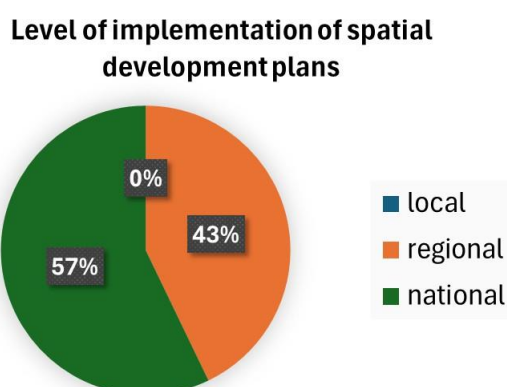 Level of implementation of spatial
development plans
0%
43%
57%
local
regional
national